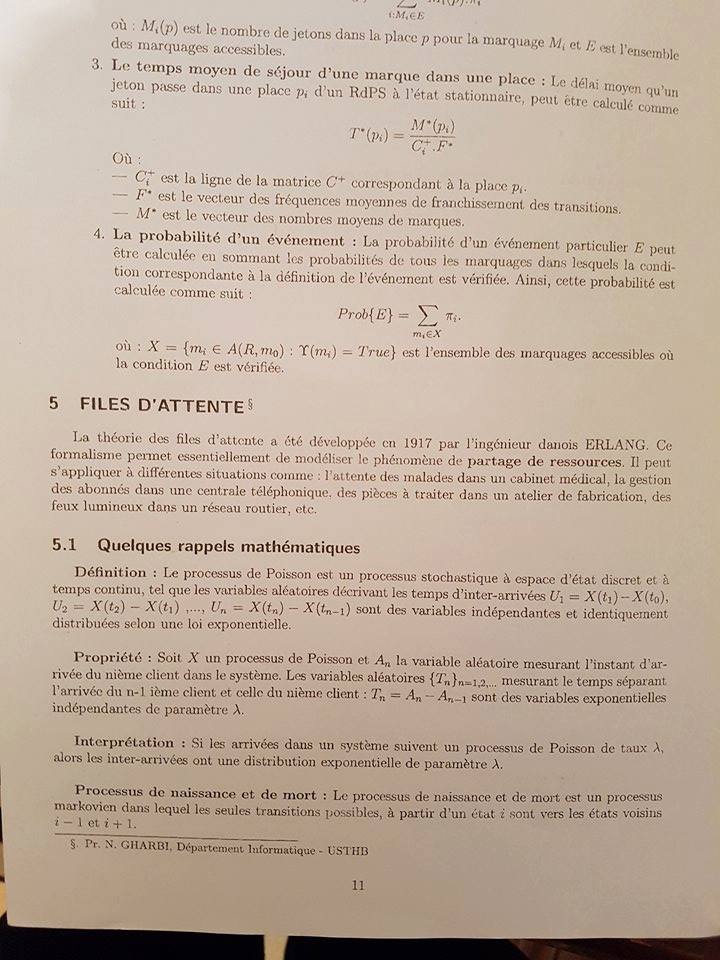 i:M_i∈E
où : M_i(p) est le nombre de jetons dans la place p pour la marquage M_i et E est l'ensemble
des marquages accessibles.
3. Le temps moyen de séjour d'une marque dans une place : Le délai moyen qu'un
jeton passe dans une place p_i d'un RdPS à l'état stationnaire, peut être calculé comme
suit :
T*(p_i) = M*(p_i) / C_i^+.F*
Où :
— C_i^+ est la ligne de la matrice C^+ correspondant à la place p_i.
— F* est le vecteur des fréquences moyennes de franchissement des transitions.
— M* est le vecteur des nombres moyens de marques.
4. La probabilité d'un événement : La probabilité d'un événement particulier E peut
être calculée en sommant les probabilités de tous les marquages dans lesquels la condi-
tion correspondante à la définition de l'événement est vérifiée. Ainsi, cette probabilité est
calculée comme suit :
Prob{E} = ∑ π_i.
m_i∈X
où : X = {m_i ∈ A(R, m_0) : Υ(m_i) = True} est l'ensemble des marquages accessibles où
la condition E est vérifiée.
5 FILES D'ATTENTE §
La théorie des files d'attente a été développée en 1917 par l'ingénieur danois ERLANG. Ce
formalisme permet essentiellement de modéliser le phénomène de partage de ressources. Il peut
s'appliquer à différentes situations comme : l'attente des malades dans un cabinet médical, la gestion
des abonnés dans une centrale téléphonique, des pièces à traiter dans un atelier de fabrication, des
feux lumineux dans un réseau routier, etc.
5.1 Quelques rappels mathématiques
Définition : Le processus de Poisson est un processus stochastique à espace d'état discret et à
temps continu, tel que les variables aléatoires décrivant les temps d'inter-arrivées U_1 = X(t_1)−X(t_0),
U_2 = X(t_2) − X(t_1) ,..., U_n = X(t_n) − X(t_{n−1}) sont des variables indépendantes et identiquement
distribuées selon une loi exponentielle.
Propriété : Soit X un processus de Poisson et A_n la variable aléatoire mesurant l'instant d'ar-
rivée du nième client dans le système. Les variables aléatoires {T_n}_{n=1,2,...} mesurant le temps séparant
l'arrivée du n-1 ième client et celle du nième client : T_n = A_n − A_{n−1} sont des variables exponentielles
indépendantes de paramètre λ.
Interprétation : Si les arrivées dans un système suivent un processus de Poisson de taux λ,
alors les inter-arrivées ont une distribution exponentielle de paramètre λ.
Processus de naissance et de mort : Le processus de naissance et de mort est un processus
markovien dans lequel les seules transitions possibles, à partir d'un état i sont vers les états voisins
i − 1 et i + 1.
§. Pr. N. GHARBI, Département Informatique - USTHB
11